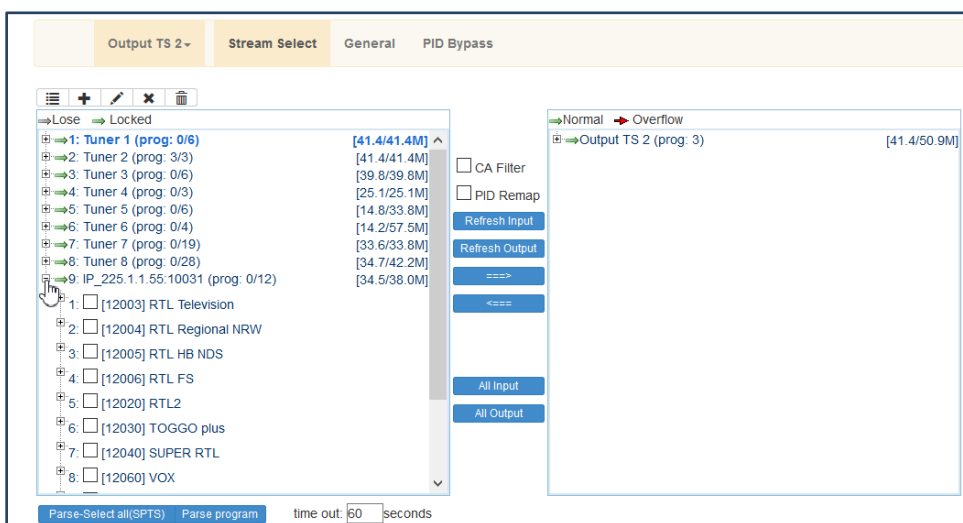 Output TS 2 Stream Select General PID Bypass
Lose Locked
1: Tuner 1 (prog: 0/6) [41.4/41.4M]
2: Tuner 2 (prog: 3/3) [41.4/41.4M]
3: Tuner 3 (prog: 0/6) [39.8/39.8M]
4: Tuner 4 (prog: 0/3) [25.1/25.1M]
5: Tuner 5 (prog: 0/6) [14.8/33.8M]
6: Tuner 6 (prog: 0/4) [14.2/57.5M]
7: Tuner 7 (prog: 0/19) [33.6/33.8M]
8: Tuner 8 (prog: 0/28) [34.7/42.2M]
9: IP_225.1.1.55:10031 (prog: 0/12) [34.5/38.0M]
1: [12003] RTL Television
2: [12004] RTL Regional NRW
3: [12005] RTL HB NDS
4: [12006] RTL FS
5: [12020] RTL2
6: [12030] TOGGO plus
7: [12040] SUPER RTL
8: [12060] VOX
CA Filter
PID Remap
Refresh Input
Refresh Output
===>
<===
All Input
All Output
Normal Overflow
Output TS 2 (prog: 3) [41.4/50.9M]
Parse-Select all(SPTS) Parse program time out: 60 seconds